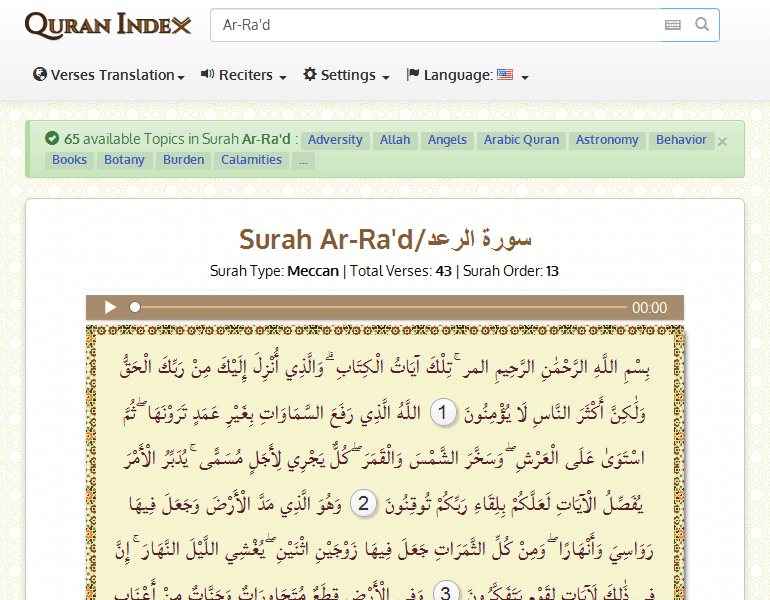 QURAN INDEX
Ar-Ra'd
Verses Translation
Reciters
Settings
Language:
65 available Topics in Surah Ar-Ra'd : Adversity Allah Angels Arabic Quran Astronomy Behavior ×
Books Botany Burden Calamities ...
Surah Ar-Ra'd/سورة الرعد
Surah Type: Meccan | Total Verses: 43 | Surah Order: 13
00:00
بِسْمِ اللَّهِ الرَّحْمَٰنِ الرَّحِيمِ المر ۚ تِلْكَ آيَاتُ الْكِتَابِ ۗ وَالَّذِي أُنْزِلَ إِلَيْكَ مِنْ رَبِّكَ الْحَقُّ
وَلَٰكِنَّ أَكْثَرَ النَّاسِ لَا يُؤْمِنُونَ 1 اللَّهُ الَّذِي رَفَعَ السَّمَاوَاتِ بِغَيْرِ عَمَدٍ تَرَوْنَهَا ۖ ثُمَّ
اسْتَوَىٰ عَلَى الْعَرْشِ ۖ وَسَخَّرَ الشَّمْسَ وَالْقَمَرَ ۖ كُلٌّ يَجْرِي لِأَجَلٍ مُسَمًّى ۚ يُدَبِّرُ الْأَمْرَ
يُفَصِّلُ الْآيَاتِ لَعَلَّكُمْ بِلِقَاءِ رَبِّكُمْ تُوقِنُونَ 2 وَهُوَ الَّذِي مَدَّ الْأَرْضَ وَجَعَلَ فِيهَا
رَوَاسِيَ وَأَنْهَارًا ۖ وَمِنْ كُلِّ الثَّمَرَاتِ جَعَلَ فِيهَا زَوْجَيْنِ اثْنَيْنِ ۖ يُغْشِي اللَّيْلَ النَّهَارَ ۚ إِنَّ
فِي ذَٰلِكَ لَآيَاتٍ لِقَوْمٍ يَتَفَكَّرُونَ 3 وَفِي الْأَرْضِ قِطَعٌ مُتَجَاوِرَاتٌ وَجَنَّاتٌ مِنْ أَعْنَابٍ